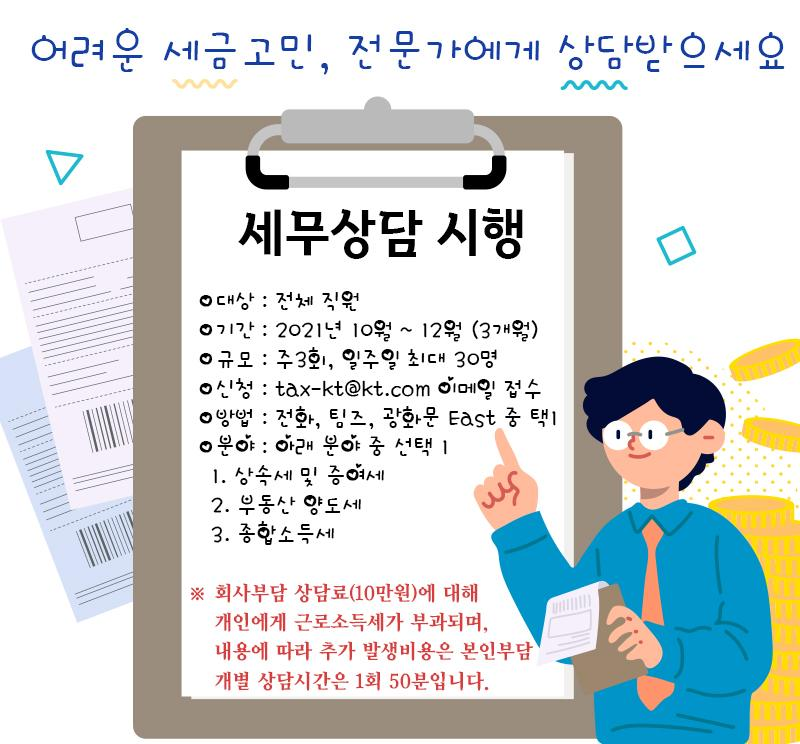 어려운 세금고민, 전문가에게 상담받으세요
세무상담 시행
대상 : 전체 직원
기간 : 2021년 10월 ~ 12월 (3개월)
규모 : 주3회, 일주일 최대 30명
신청 : tax-kt@kt.com 이메일 접수
방법 : 전화, 팀즈, 광화문 East 중 택1
분야 : 아래 분야 중 선택 1
1. 상속세 및 증여세
2. 부동산 양도세
3. 종합소득세
※ 회사부담 상담료(10만원)에 대해
개인에게 근로소득세가 부과되며,
내용에 따라 추가 발생비용은 본인부담
개별 상담시간은 1회 50분입니다.